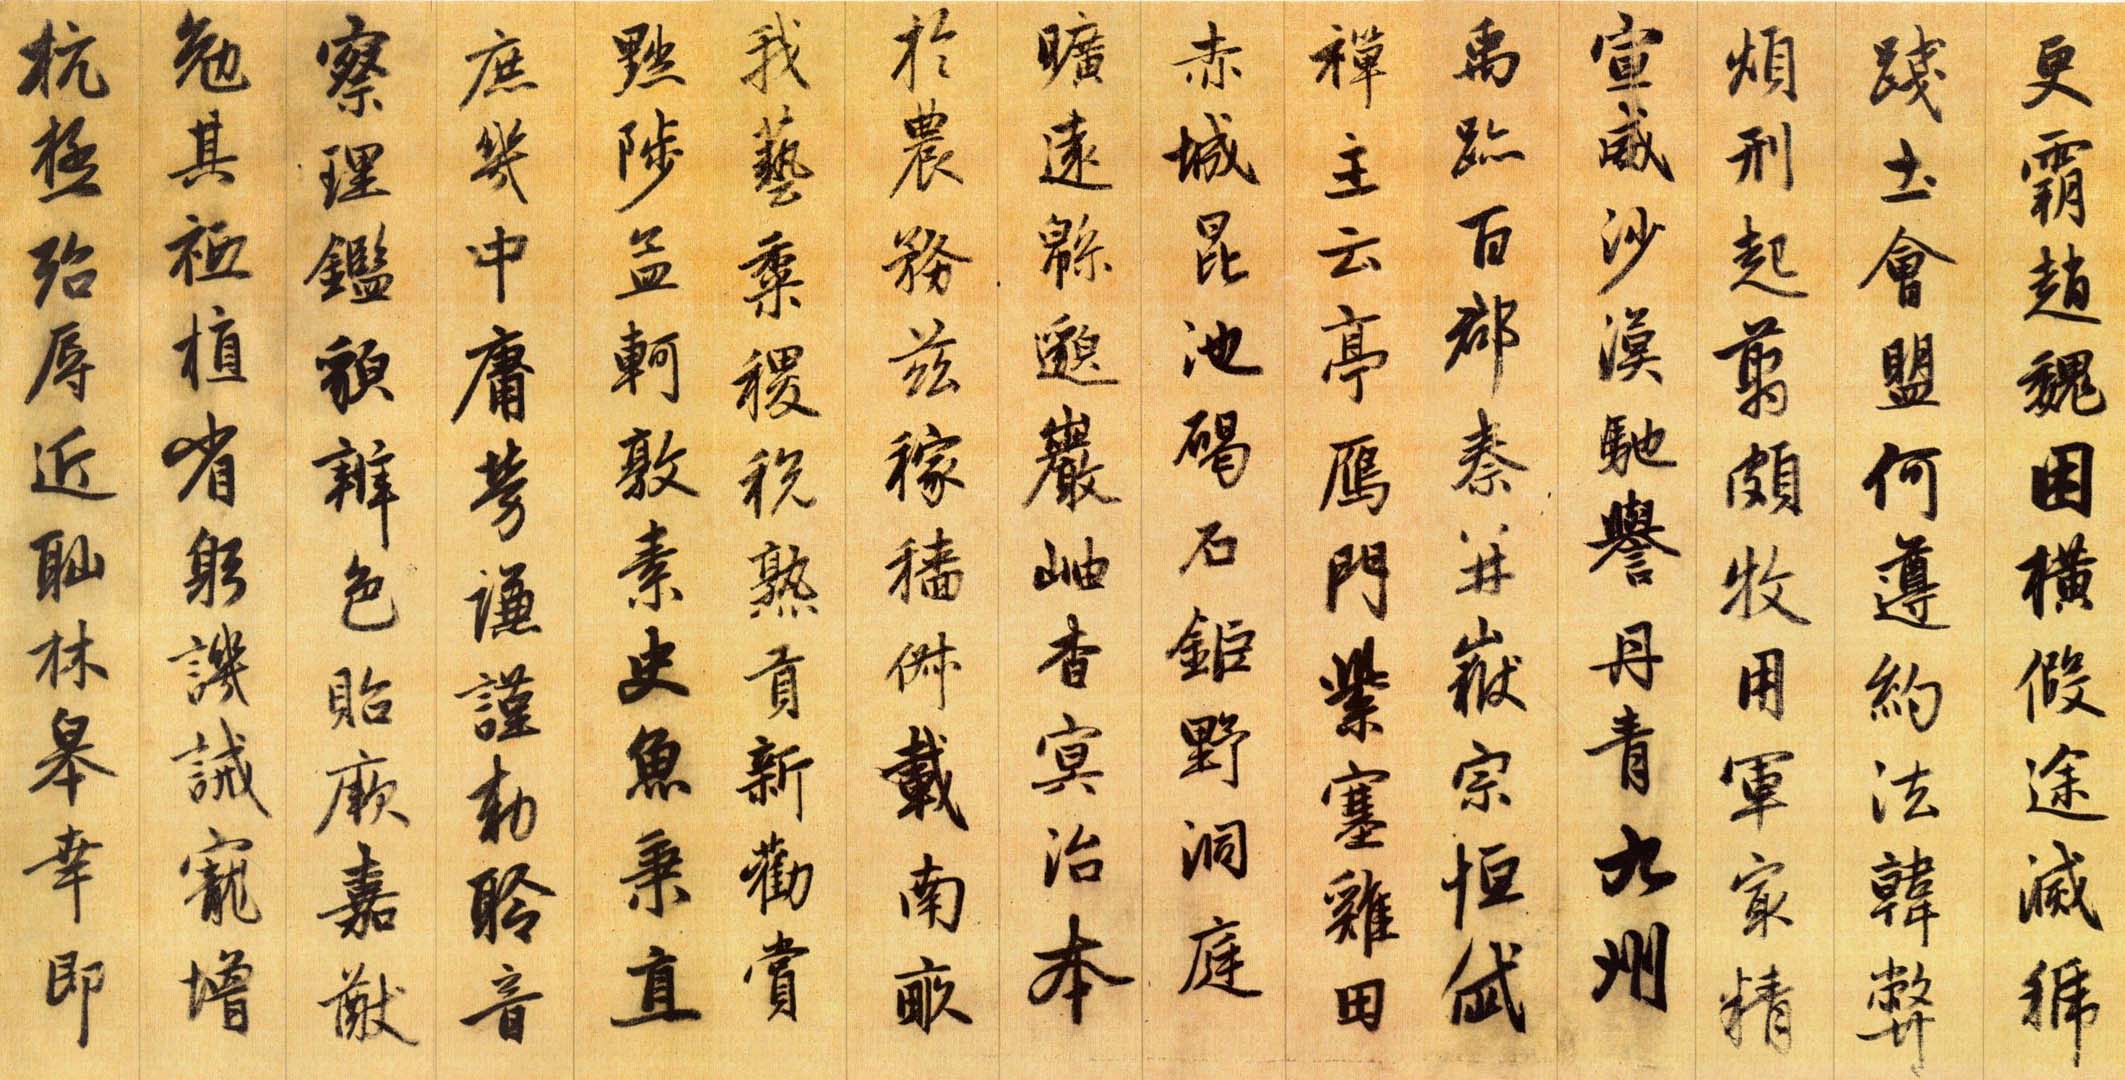 更霸趙魏困橫假途滅虢
踐土會盟何遵約法韓弊
煩刑起翦頗牧用軍㝡精
宣威沙漠馳譽丹青九州
禹跡百郡秦并嶽宗恒岱
禪主云亭鴈門紫塞雞田
赤城昆池碣石鉅野洞庭
曠遠緜邈巖岫杳冥治本
於農務茲稼穡俶載南畝
我藝黍稷稅熟貢新勸賞
黜陟孟軻敦素史魚秉直
庶幾中庸勞謙謹勑聆音
察理鑑貌辨色貽厥嘉猷
勉其祗植省躬譏誡寵增
抗極殆辱近恥林皋幸即